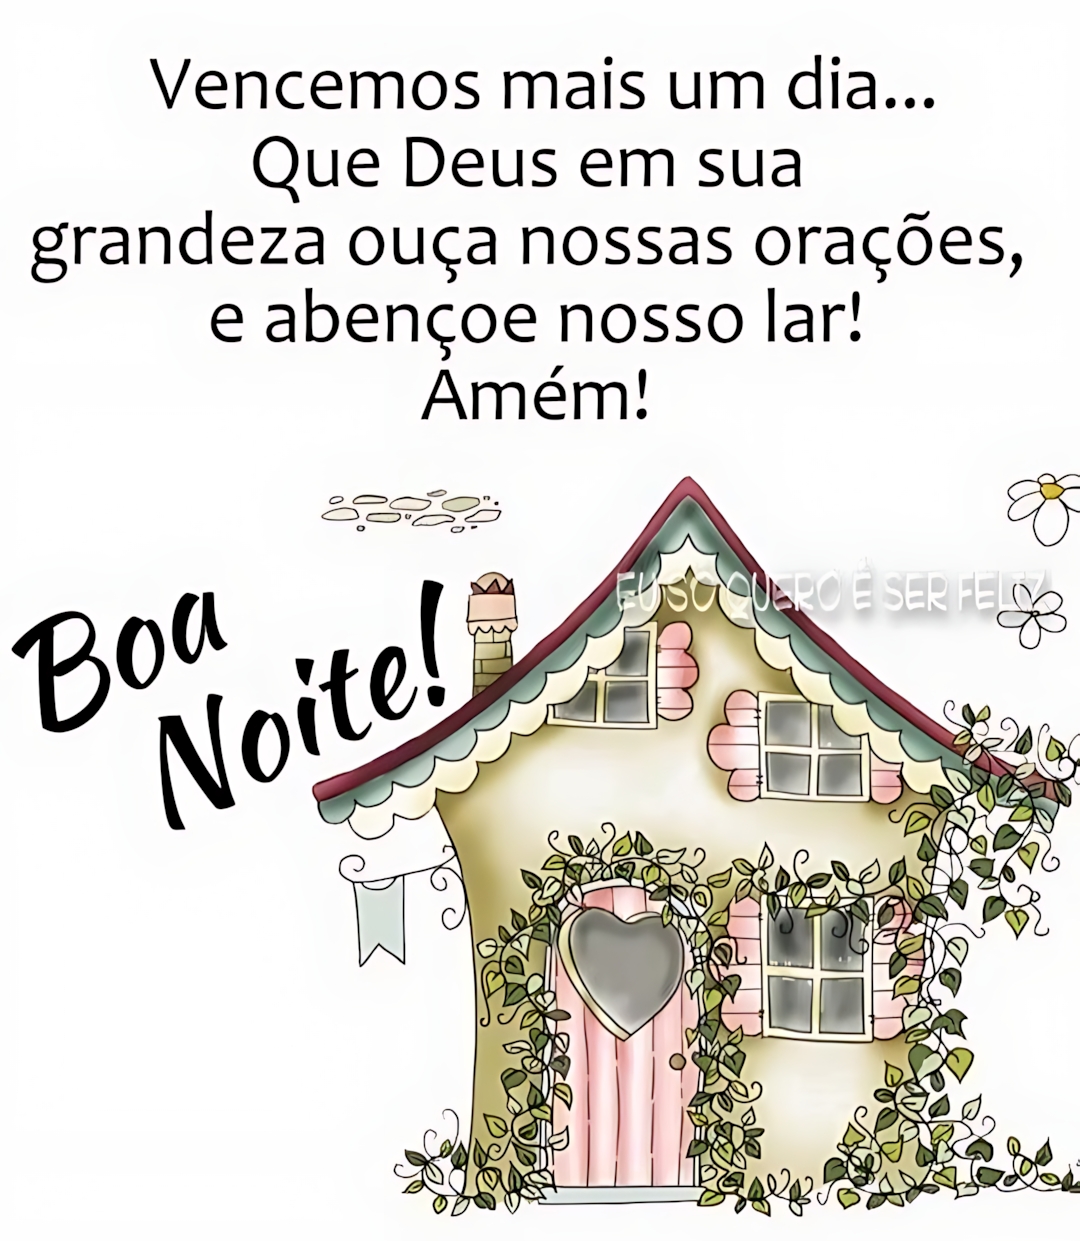 Vencemos mais um dia...
Que Deus em sua
grandeza ouça nossas orações,
e abençoe nosso lar!
Amém!
Boa
Noite!
EU SO QUERO É SER FELIZ!